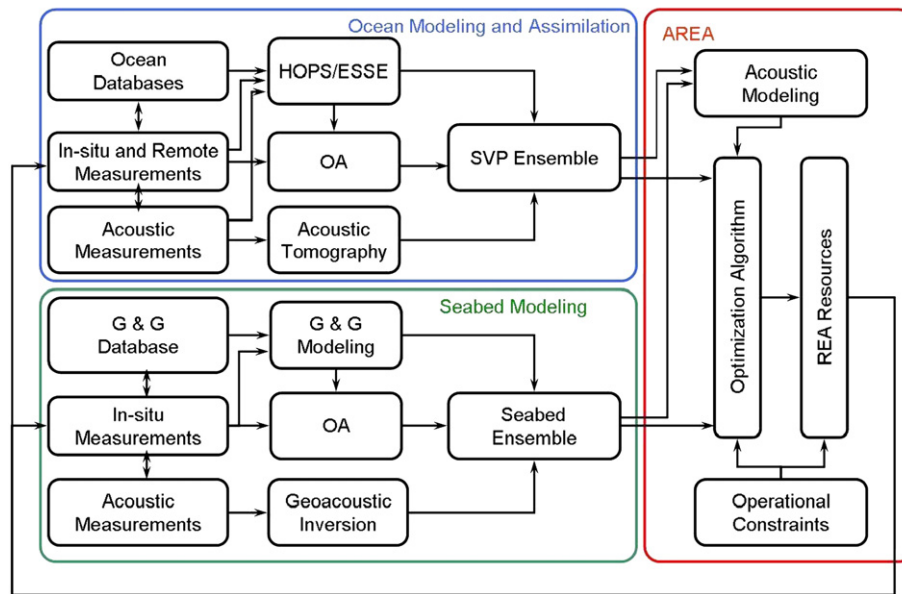 Ocean Modeling and Assimilation
Ocean
Databases
HOPS/ESSE
In-situ and Remote
Measurements
OA
SVP Ensemble
Acoustic
Measurements
Acoustic
Tomography
Seabed Modeling
G & G
Database
G & G
Modeling
In-situ
Measurements
OA
Seabed
Ensemble
Acoustic
Measurements
Geoacoustic
Inversion
AREA
Acoustic
Modeling
Optimization Algorithm
REA Resources
Operational
Constraints